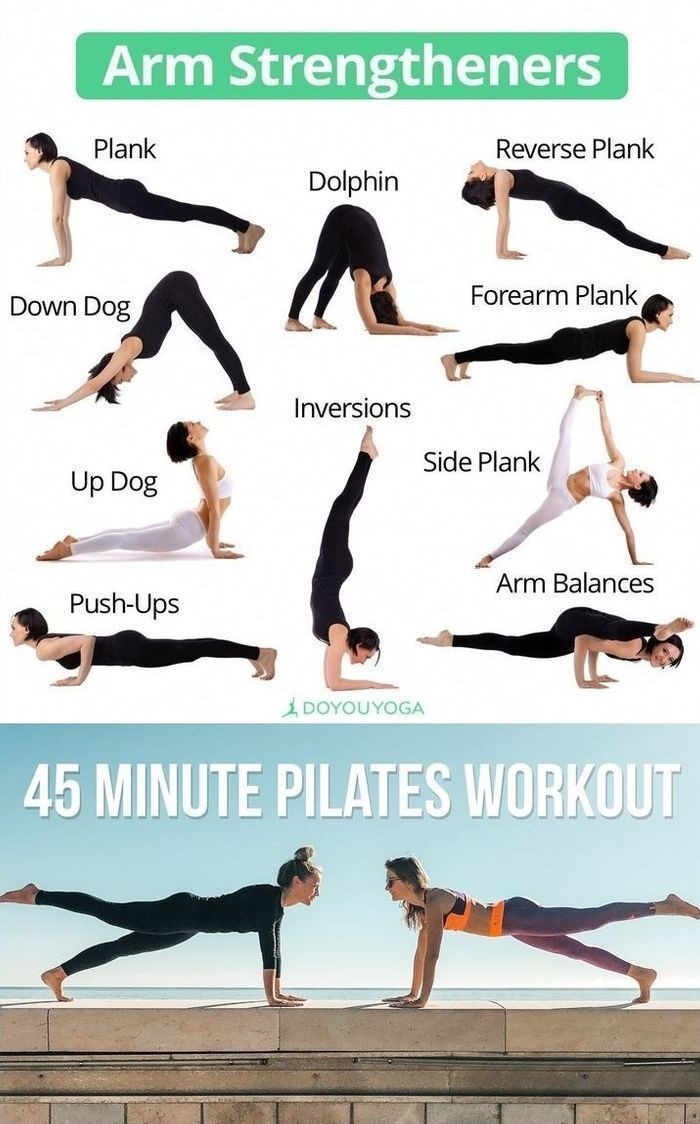 Arm Strengtheners
Plank
Reverse Plank
Dolphin
Down Dog
Forearm Plank
Inversions
Side Plank
Up Dog
Arm Balances
Push-Ups
DOYOUYOGA
45 MINUTE PILATES WORKOUT